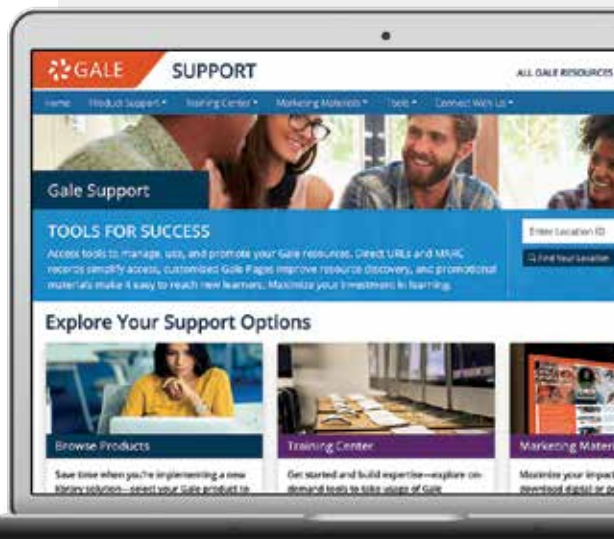 GALE SUPPORT
ALL GALE RESOURCES
Home Product Support Training Center Marketing Materials Tools Connect With Us
Gale Support
TOOLS FOR SUCCESS
Access tools to manage, use, and promote your Gale resources. Direct URLs and MARC
records simplify access, customized Gale Pages improve resource discovery, and promotional
materials make it easy to reach new learners. Maximize your investment in learning.
Enter Location ID
Find Your Location
Explore Your Support Options
Browse Products
Save time when you're implementing a new
library solution—select your Gale product to
Training Center
Get started and build expertise—explore on-
demand tools to take usage of Gale
Marketing Mater
Maximize your impact
download digital or pr